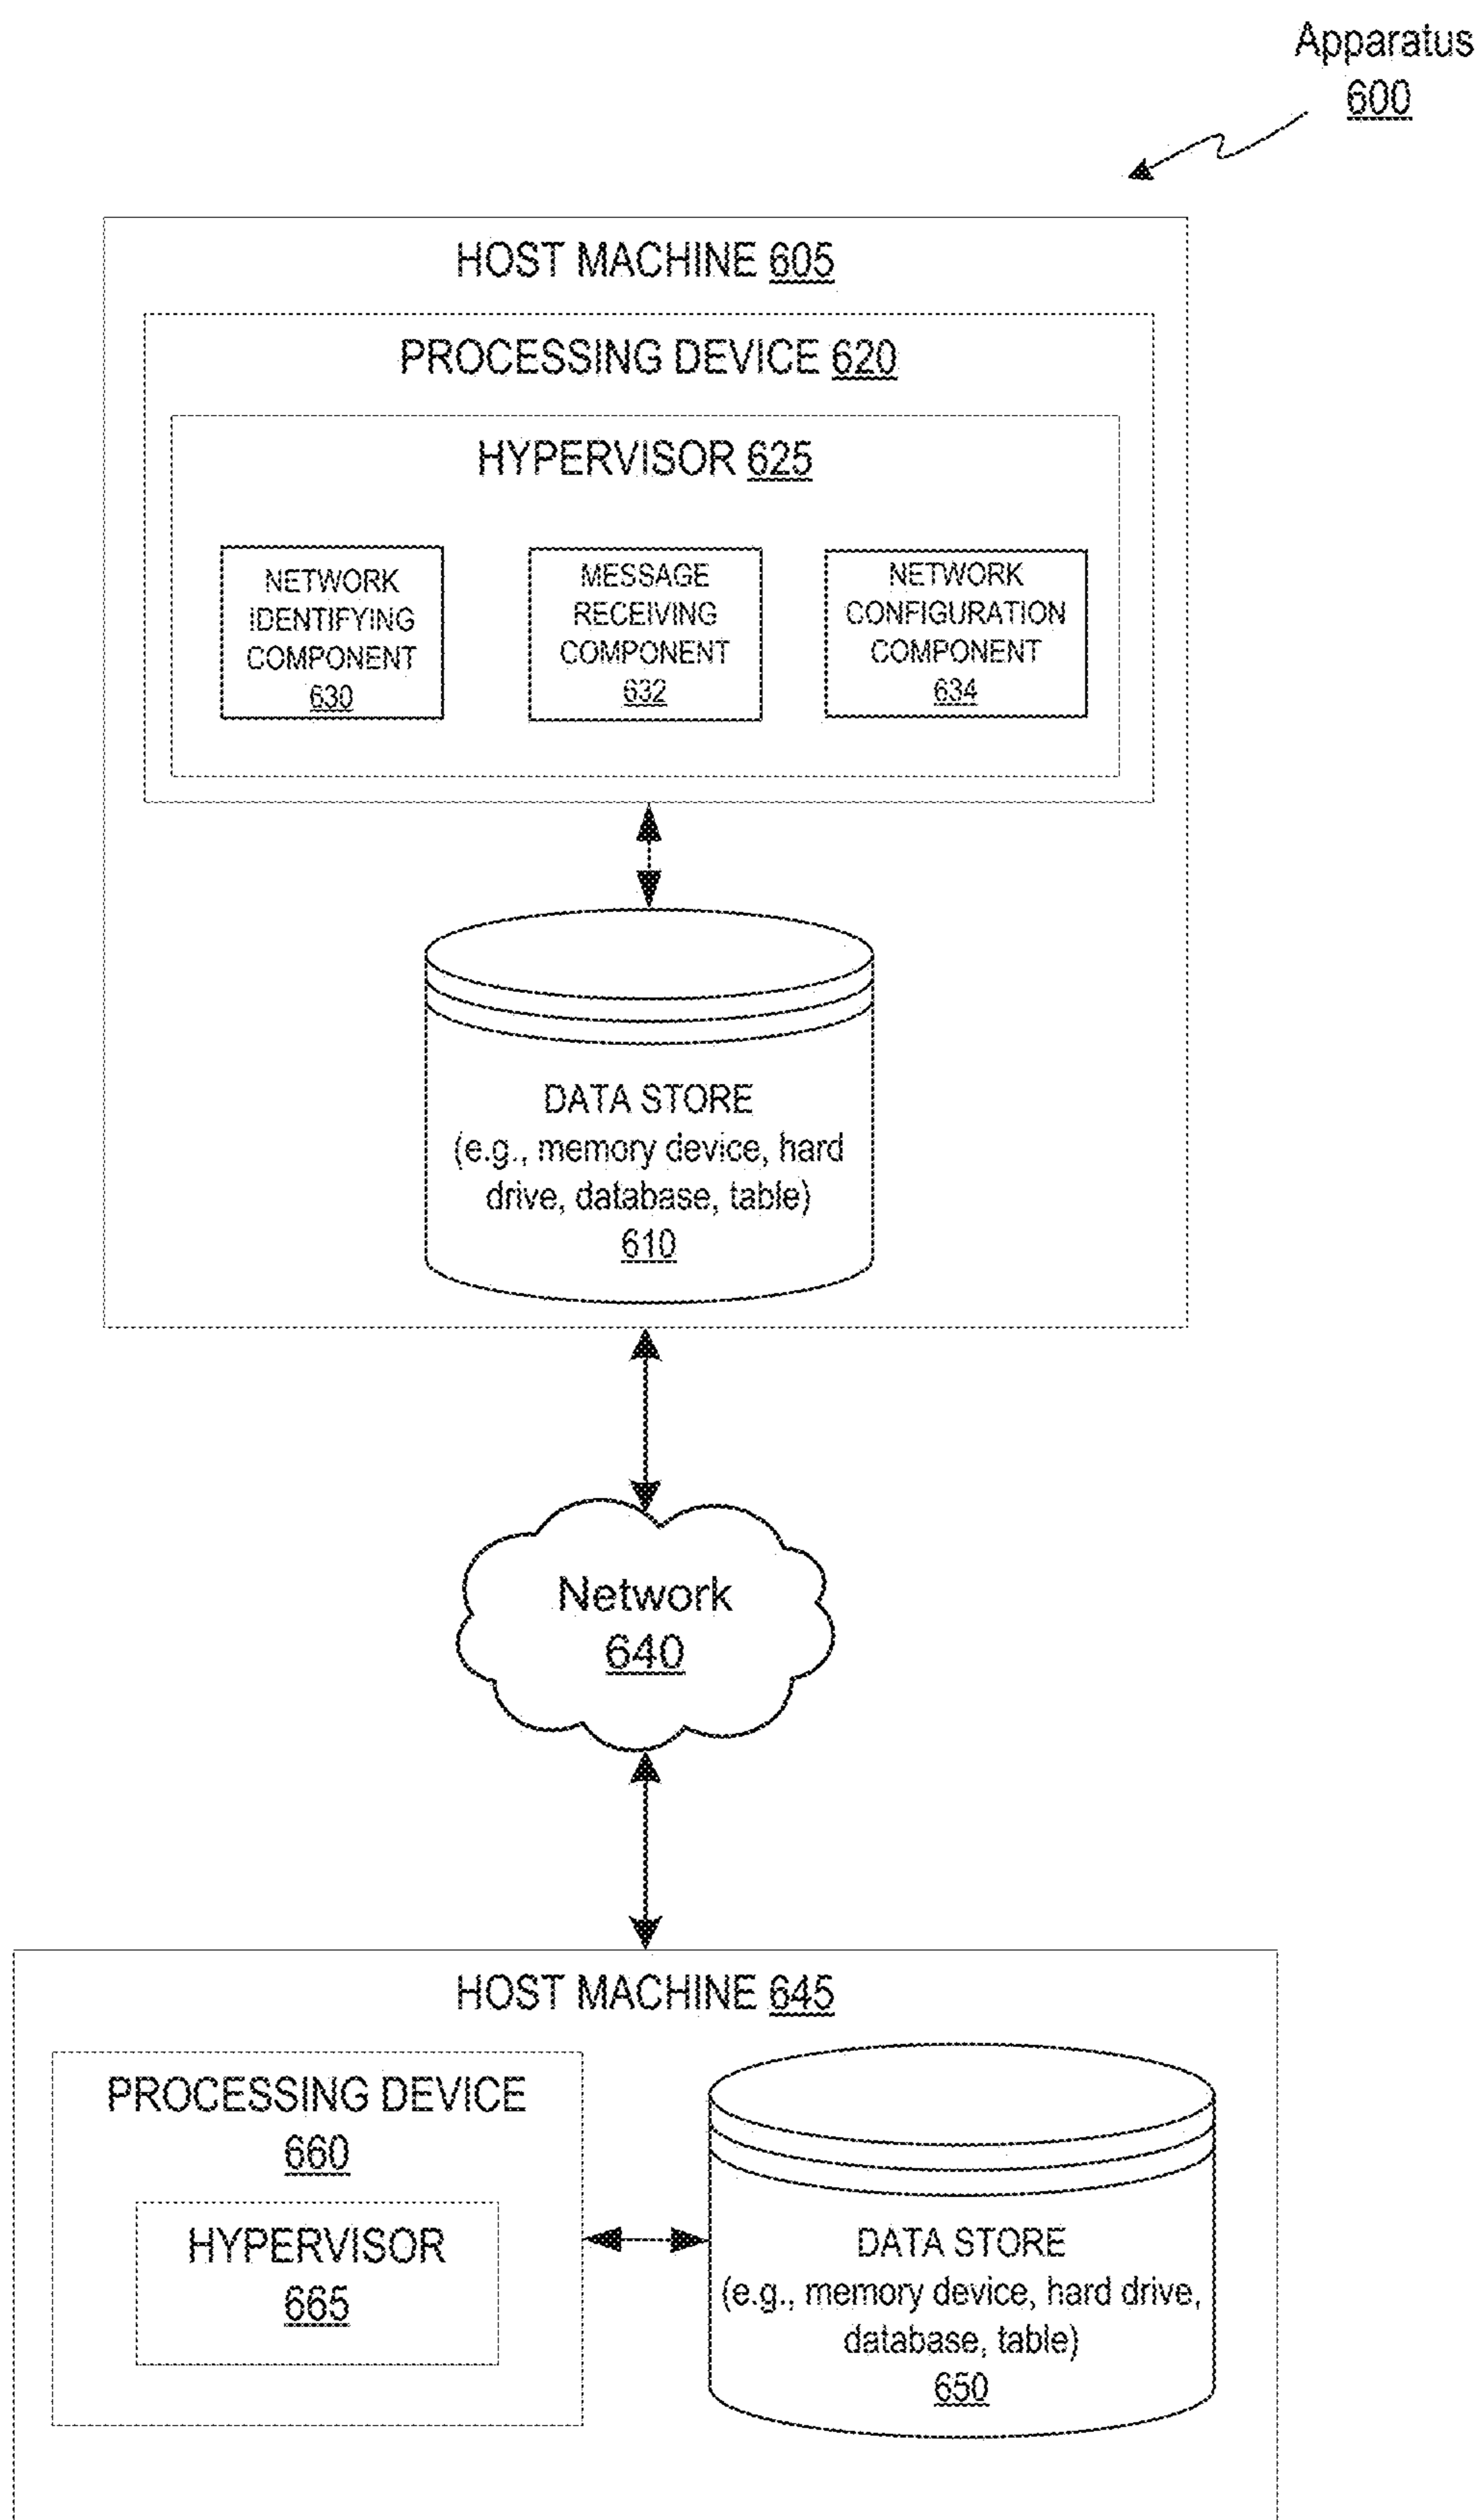 Apparatus
600
HOST MACHINE 605
PROCESSING DEVICE 620
HYPERVISOR 625
NETWORK
IDENTIFYING
COMPONENT
630
MESSAGE
RECEIVING
COMPONENT
632
NETWORK
CONFIGURATION
COMPONENT
634
DATA STORE
(e.g., memory device, hard
drive, database, table)
610
Network
640
HOST MACHINE 645
PROCESSING DEVICE
660
HYPERVISOR
665
DATA STORE
(e.g., memory device, hard drive,
database, table)
650